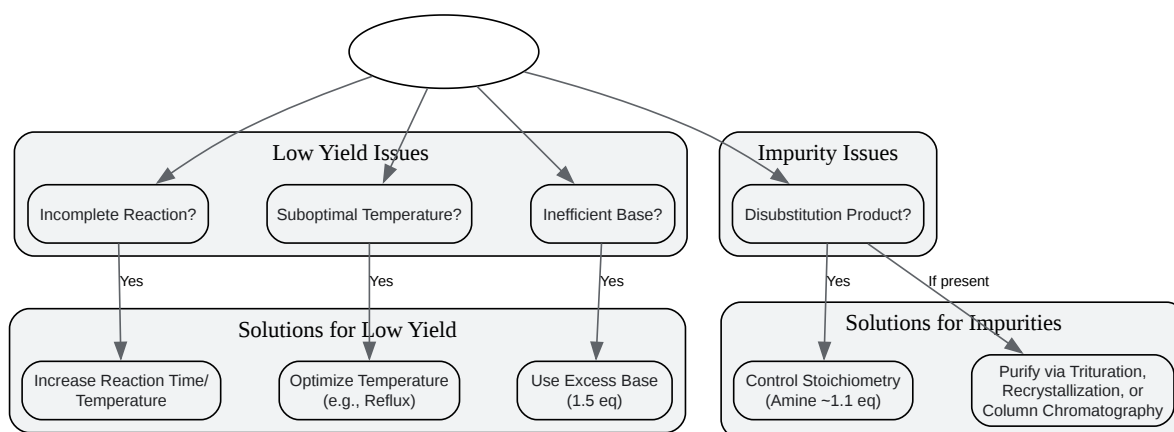 Low Yield Issues
Impurity Issues
Incomplete Reaction?
Suboptimal Temperature?
Inefficient Base?
Disubstitution Product?
Yes
Yes
Yes
Yes
If present
Solutions for Low Yield
Solutions for Impurities
Increase Reaction Time/
Temperature
Optimize Temperature
(e.g., Reflux)
Use Excess Base
(1.5 eq)
Control Stoichiometry
(Amine ~1.1 eq)
Purify via Trituration,
Recrystallization, or
Column Chromatography